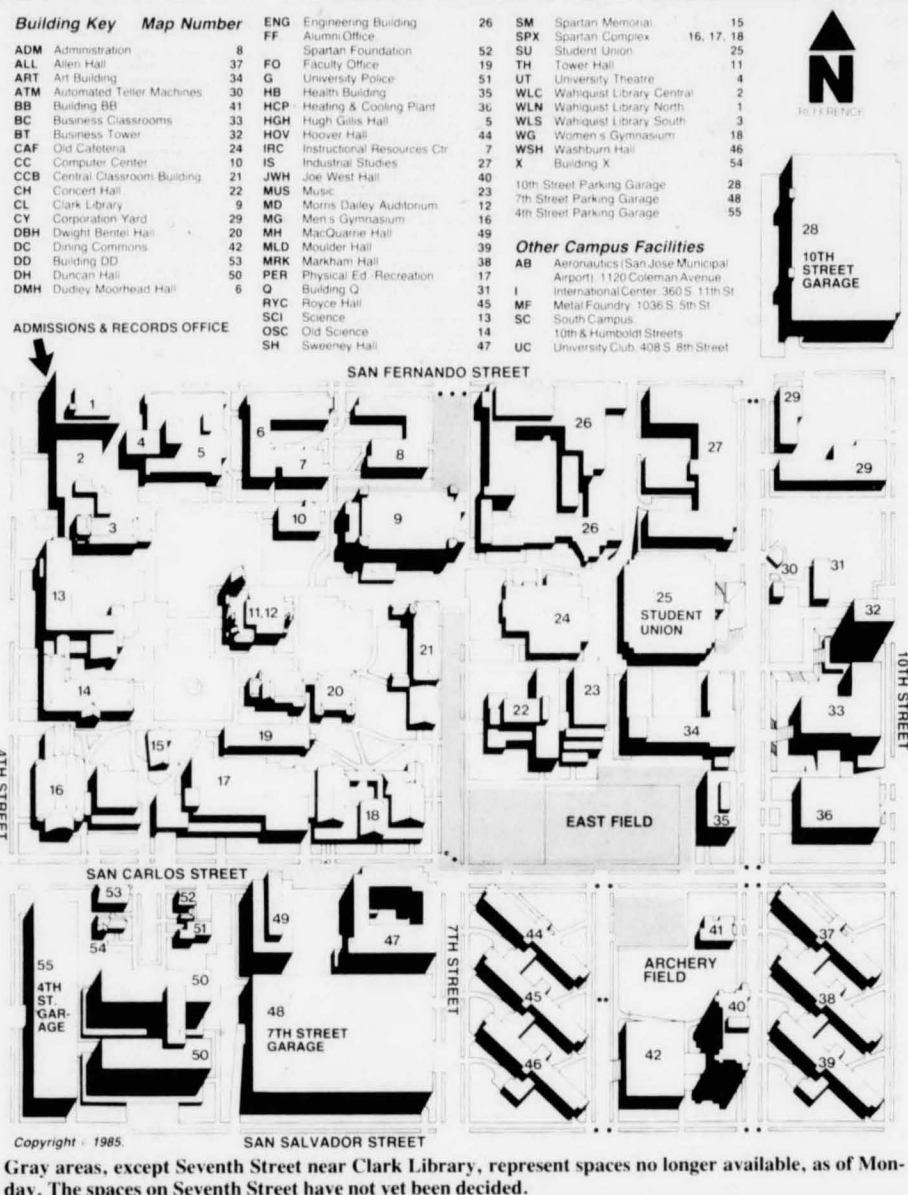 Building Key Map Number
ADM Administration 8
ALL Allen Hall 37
ART Art Building 34
ATM Automated Teller Machines 30
BB Building BB 41
BC Business Classrooms 33
BT Business Tower 32
CAF Old Cafeteria 24
CC Computer Center 10
CCB Central Classroom Building 21
CH Concert Hall 22
CL Clark Library 9
CY Corporation Yard 29
DBH Dwight Bentel Hall 20
DC Dining Commons 42
DD Building DD 53
DH Duncan Hall 50
DMH Dudley Moorhead Hall 6
ENG Engineering Building 26
FF Alumni Office
Spartan Foundation 52
FO Faculty Office 19
G University Police 51
HB Health Building 35
HCP Heating & Cooling Plant 36
HGH Hugh Gillis Hall 5
HOV Hoover Hall 44
IRC Instructional Resources Ctr 7
IS Industrial Studies 27
JWH Joe West Hall 40
MUS Music 23
MD Morris Dailey Auditorium 12
MG Men's Gymnasium 16
MH MacQuarrie Hall 49
MLD Moulder Hall 39
MRK Markham Hall 38
PER Physical Ed.-Recreation 17
Q Building Q 31
RYC Royce Hall 45
SCI Science 13
OSC Old Science 14
SH Sweeney Hall 47
SM Spartan Memorial 15
SPX Spartan Complex 16, 17, 18
SU Student Union 25
TH Tower Hall 11
UT University Theatre 4
WLC Wahlquist Library Central 2
WLN Wahlquist Library North 1
WLS Wahlquist Library South 3
WG Women's Gymnasium 18
WSH Washburn Hall 46
X Building X 54
10th Street Parking Garage 28
7th Street Parking Garage 48
4th Street Parking Garage 55
Other Campus Facilities
AB Aeronautics (San Jose Municipal
Airport), 1120 Coleman Avenue
I International Center, 360 S. 11th St
MF Metal Foundry, 1036 S. 5th St
SC South Campus
10th & Humboldt Streets
UC University Club, 408 S. 8th Street
N
REFERENCE
28
10TH
STREET
GARAGE
ADMISSIONS & RECORDS OFFICE
SAN FERNANDO STREET
1
2
3
4
5
6
7
8
9
10
26
26
27
29
29
13
14
11,12
20
21
24
25
STUDENT
UNION
30
31
32
33
10TH STREET
22
23
34
4TH STREET
15
16
17
18
19
EAST FIELD
35
36
SAN CARLOS STREET
53
54
52
51
50
50
55
4TH
ST.
GAR-
AGE
49
47
48
7TH STREET
GARAGE
7TH STREET
44
45
46
41
ARCHERY
FIELD
40
42
37
38
39
Copyright 1985
SAN SALVADOR STREET
Gray areas, except Seventh Street near Clark Library, represent spaces no longer available, as of Mon-
day. The spaces on Seventh Street have not yet been decided.